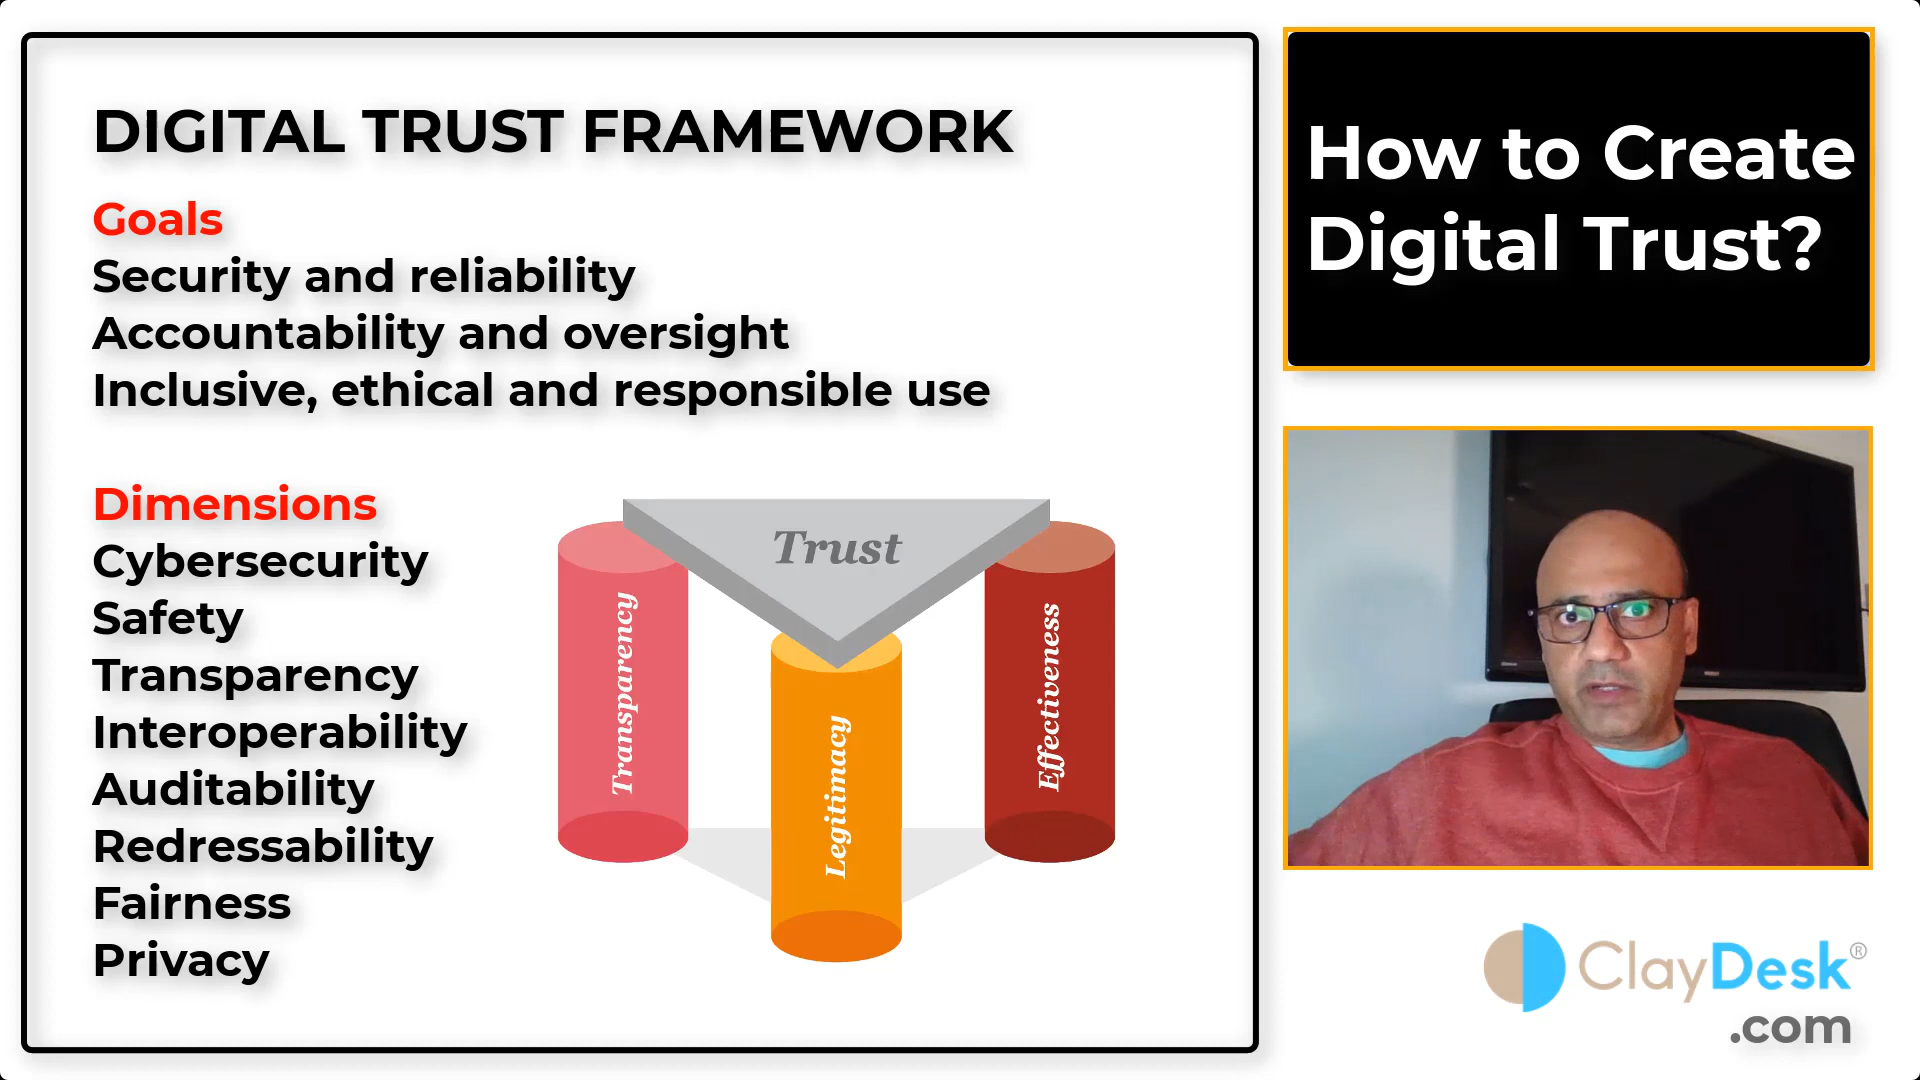 DIGITAL TRUST FRAMEWORK
Goals
Security and reliability
Accountability and oversight
Inclusive, ethical and responsible use
Dimensions
Cybersecurity
Safety
Transparency
Interoperability
Auditability
Redressability
Fairness
Privacy
Trust
Transparency
Legitimacy
Effectiveness
How to Create
Digital Trust?
ClayDesk®
.com